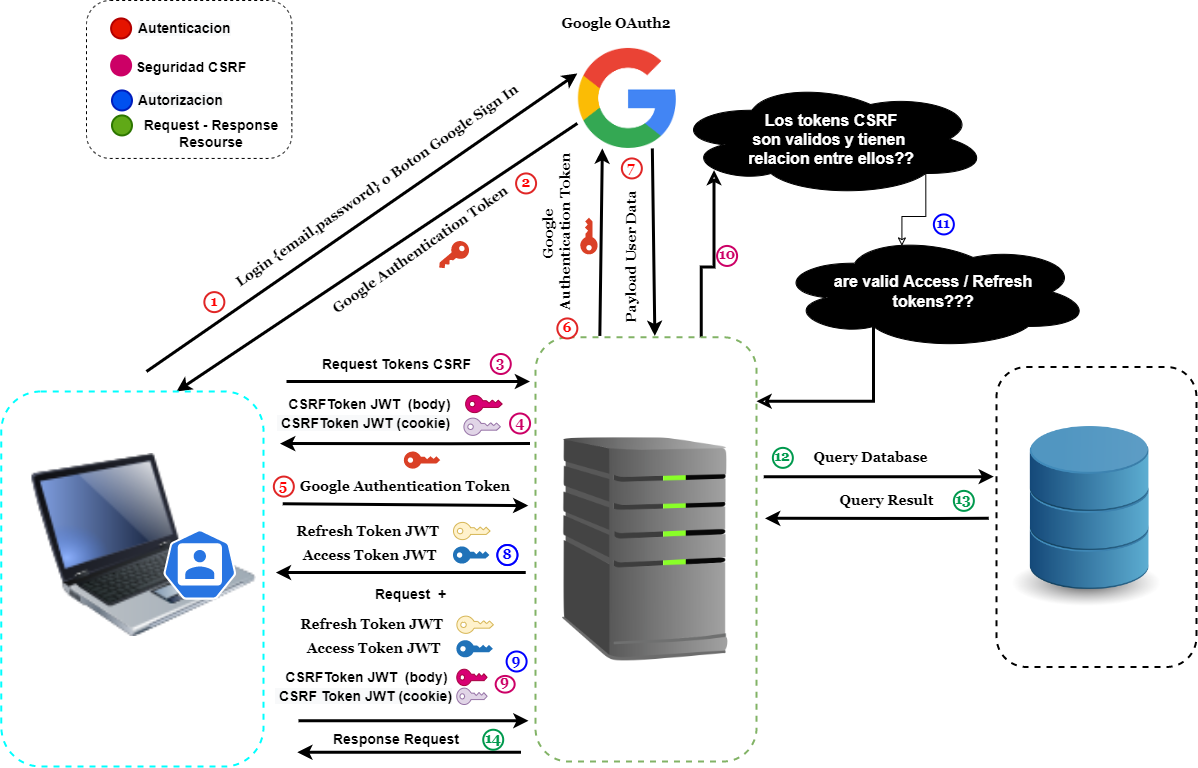 Google OAuth2
Autenticacion
Seguridad CSRF
Autorizacion
Request - Response
Resourse
Login {email,password} o Boton Google Sign In
1
Google Authentication Token
2
Google
Authentication Token
6
7
Payload User Data
Los tokens CSRF
son validos y tienen
relacion entre ellos??
10
11
are valid Access / Refresh
tokens???
Request Tokens CSRF
3
CSRFToken JWT (body)
CSRFToken JWT (cookie)
4
5
Google Authentication Token
Refresh Token JWT
Access Token JWT
8
Request +
Refresh Token JWT
Access Token JWT
9
CSRFToken JWT (body)
9
CSRF Token JWT (cookie)
Response Request
14
12
Query Database
Query Result
13